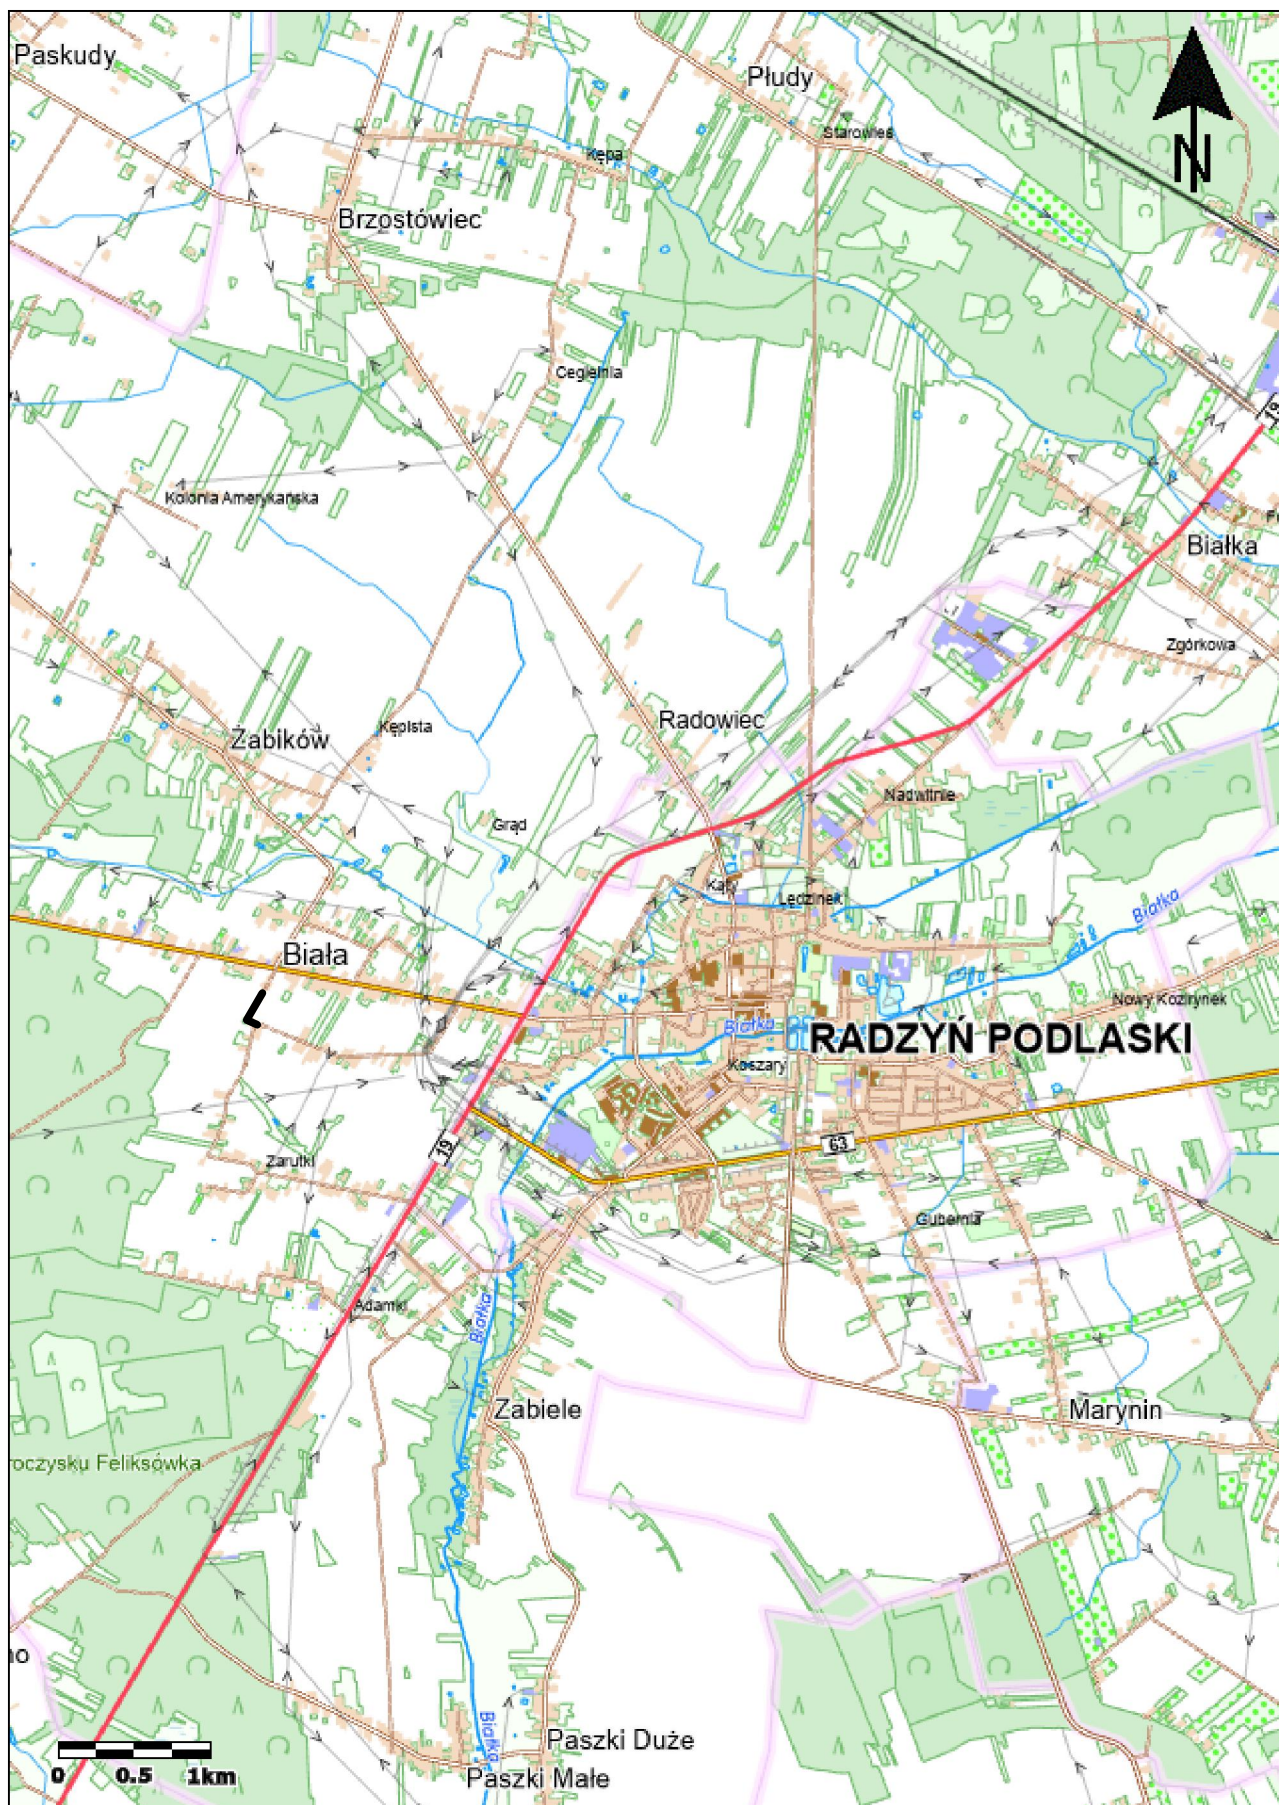 Paskudy
Płudy
Starowieś
N
Kępa
Brzostówiec
Cegielnia
19
Kolonia Amerykańska
Białka
Zgórkowa
Radowiec
Kępista
Żabików
Nadwitnie
Grąd
Kąty
Lędzinek
Białka
Biała
Nowy Kozirynek
Białka
RADZYŃ PODLASKI
Koszary
63
19
Zarutki
Gubernia
Adamki
Białka
Zabiele
Marynin
roczysku Feliksówka
Białka
Paszki Duże
0 0.5 1km
Paszki Małe